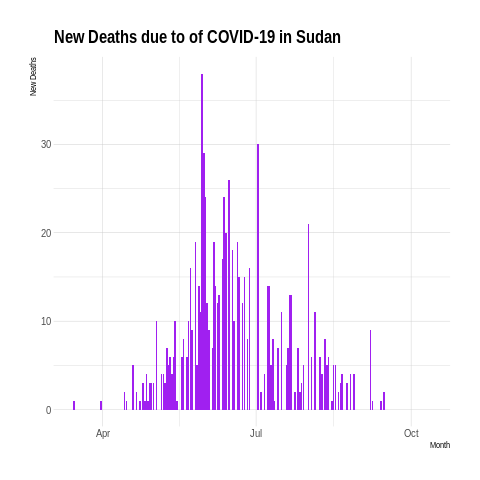 New Deaths due to of COVID-19 in Sudan
New Deaths
30
20
10
0
Apr
Jul
Oct
Month